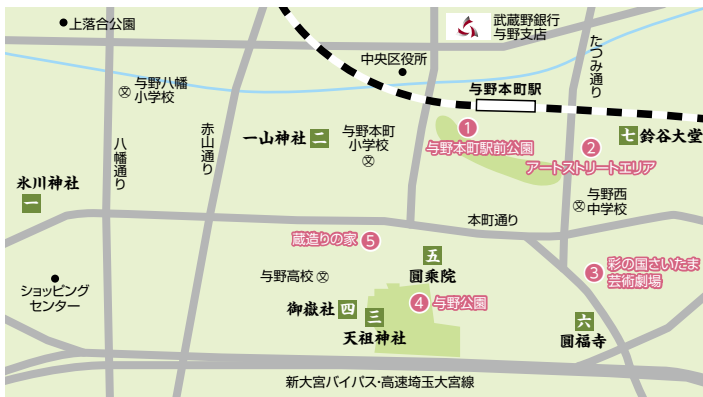 上落合公園
武蔵野銀行
与野支店
たつみ通り
中央区役所
与野本町駅
与野八幡
小学校
八幡通り
赤山通り
一山神社
二
与野本町
小学校
1
与野本町駅前公園
七
鈴谷大堂
2
アートストリートエリア
氷川神社
一
与野西
中学校
本町通り
蔵造りの家
5
五
圓乗院
3
彩の国さいたま
芸術劇場
ショッピング
センター
与野高校
御嶽社
四
三
天祖神社
4
与野公園
六
圓福寺
新大宮バイパス・高速埼玉大宮線